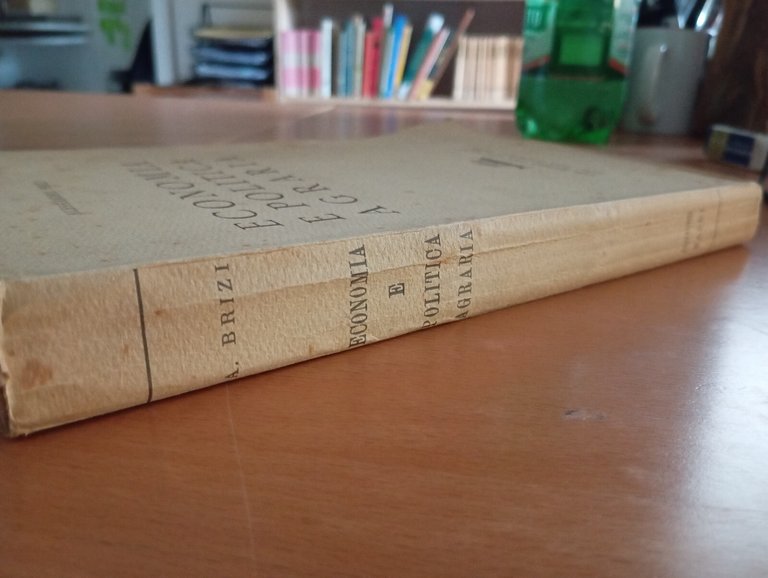 ECONOMIA
E POLITICA
AGRARIA
A. BRIZI
ECONOMIA
E
POLITICA
AGRARIA